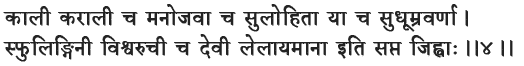 काली कराली च मनोजवा च सुलोहिता या च सुधूम्रवर्णा ।
स्फुलिङ्गिनी विश्वरुची च देवी लेलायमाना इति सप्त जिह्वाः ।।४ ।।